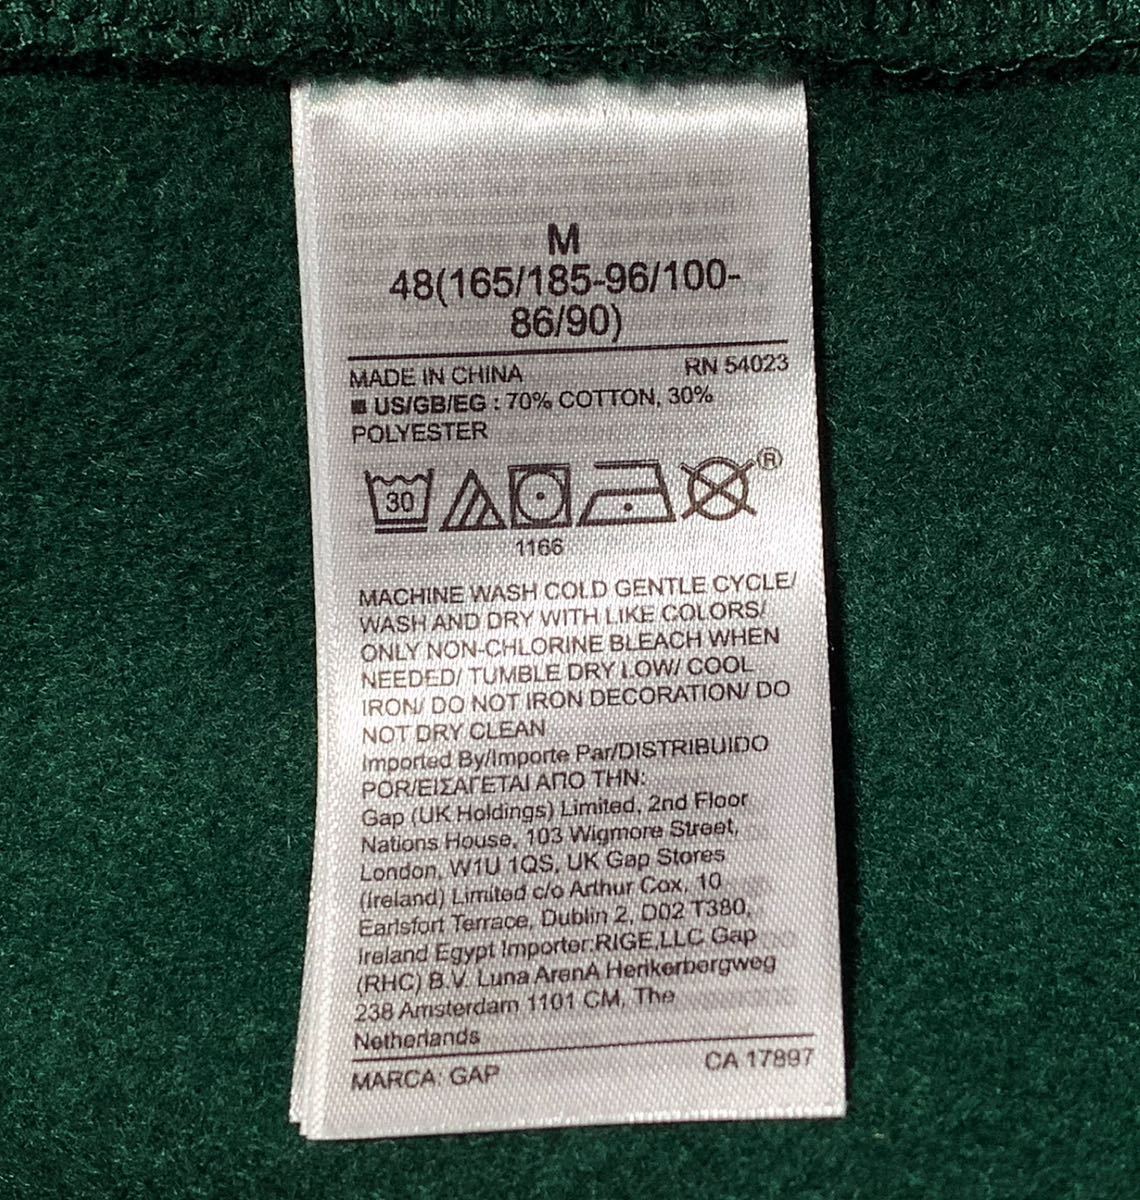 M
48(165/185-96/100-
86/90)
MADE IN CHINA RN 54023
■ US/GB/EG : 70% COTTON, 30%
POLYESTER
30
®
1166
MACHINE WASH COLD GENTLE CYCLE/
WASH AND DRY WITH LIKE COLORS/
ONLY NON-CHLORINE BLEACH WHEN
NEEDED/ TUMBLE DRY LOW/ COOL
IRON/ DO NOT IRON DECORATION/ DO
NOT DRY CLEAN
Imported By/Importe Par/DISTRIBUIDO
POR/ΕΙΣΑΓΕΤΑΙ ΑΠΟ ΤΗΝ:
Gap (UK Holdings) Limited, 2nd Floor
Nations House, 103 Wigmore Street,
London, W1U 1QS, UK Gap Stores
(Ireland) Limited c/o Arthur Cox, 10
Earlsfort Terrace, Dublin 2, D02 T380,
Ireland Egypt Importer:RIGE,LLC Gap
(RHC) B.V. Luna ArenA Herikerbergweg
238 Amsterdam 1101 CM, The
Netherlands
MARCA: GAP CA 17897